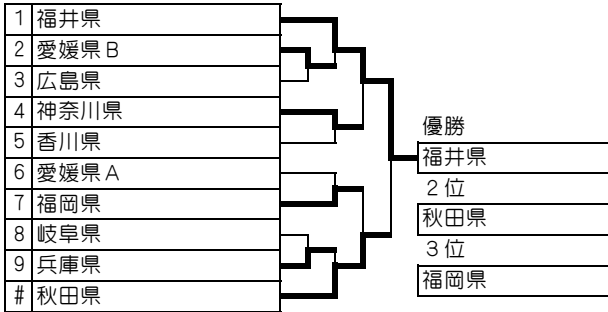 1 福井県
2 愛媛県B
3 広島県
4 神奈川県
5 香川県
6 愛媛県A
7 福岡県
8 岐阜県
9 兵庫県
# 秋田県
優勝
福井県
２位
秋田県
３位
福岡県